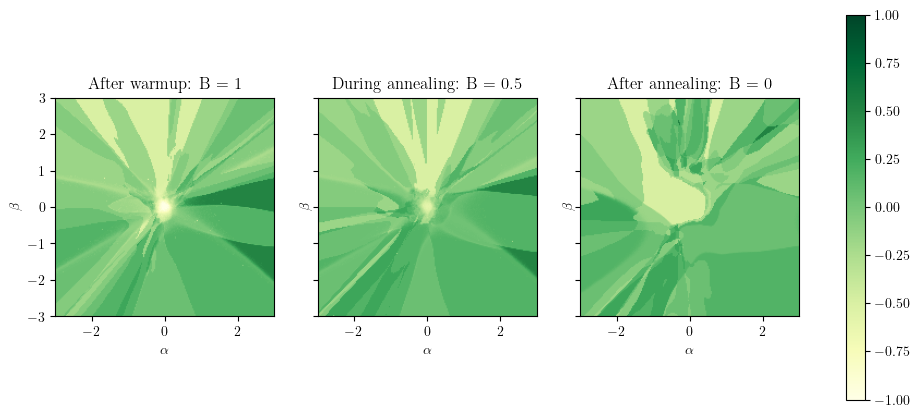 After warmup: B = 1
During annealing: B = 0.5
After annealing: B = 0
3
2
1
0
−1
−2
−3
β
β
β
−2
0
2
−2
0
2
−2
0
2
α
α
α
1.00
0.75
0.50
0.25
0.00
−0.25
−0.50
−0.75
−1.00